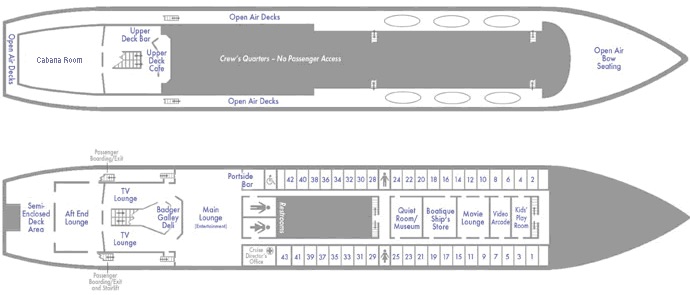 Open Air Decks
Open Air Decks
Cabana Room
Upper
Deck Bar
Upper
Deck
Cafe
Crew's Quarters – No Passenger Access
Open Air
Bow
Seating
Open Air Decks
Passenger
Boarding/Exit
Semi-
Enclosed
Deck
Area
Aft End
Lounge
TV
Lounge
TV
Lounge
Badger
Galley
Deli
Main
Lounge
(Entertainment)
Portside
Bar
42 40 38 36 34 32 30 28 24 22 20 18 16 14 12 10 8 6 4 2
Restrooms
Quiet
Room/
Museum
Boatique
Ship's
Store
Movie
Lounge
Video
Arcade
Kids'
Play
Room
Cruise
Director's
Office
43 41 39 37 35 33 31 29 25 23 21 19 17 15 11 9 7 5 3 1
Passenger
Boarding/Exit
and Stairlift